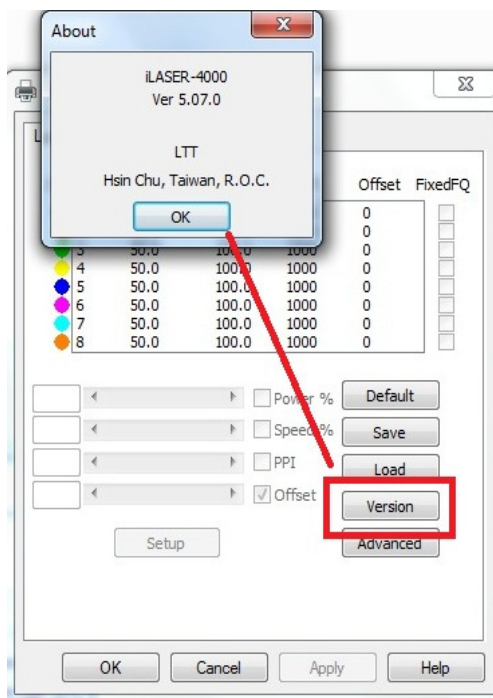 About
iLASER-4000
Ver 5.07.0
LTT
Hsin Chu, Taiwan, R.O.C.
OK
L
Offset FixedFQ
0
0
3 50.0 100.0 1000 0
4 50.0 100.0 1000 0
5 50.0 100.0 1000 0
6 50.0 100.0 1000 0
7 50.0 100.0 1000 0
8 50.0 100.0 1000 0
Power % Default
Speed % Save
PPI Load
Offset Version
Setup Advanced
OK Cancel Apply Help